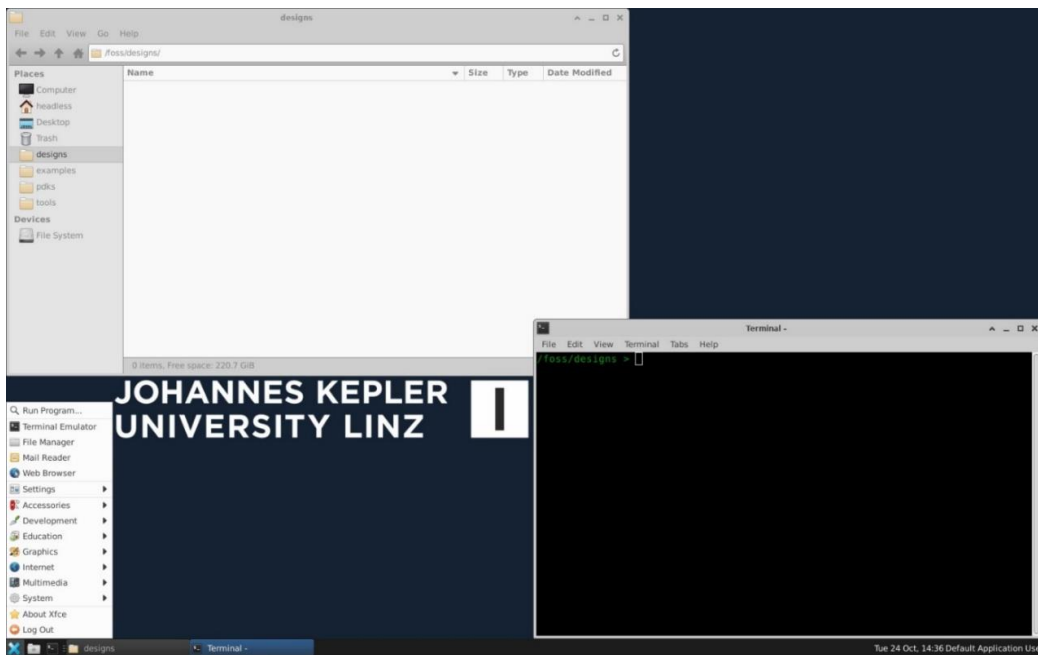 designs
File Edit View Go Help
/foss/designs/
Places
Computer
headless
Desktop
Trash
designs
examples
pdks
tools
Devices
File System
Name Size Type Date Modified
0 items, Free space: 220.7 GiB
JOHANNES KEPLER
UNIVERSITY LINZ
Terminal -
File Edit View Terminal Tabs Help
/foss/designs >
Run Program...
Terminal Emulator
File Manager
Mail Reader
Web Browser
Settings
Accessories
Development
Education
Graphics
Internet
Multimedia
System
About Xfce
Log Out
designs
Terminal -
Tue 24 Oct, 14:36 Default Application Use